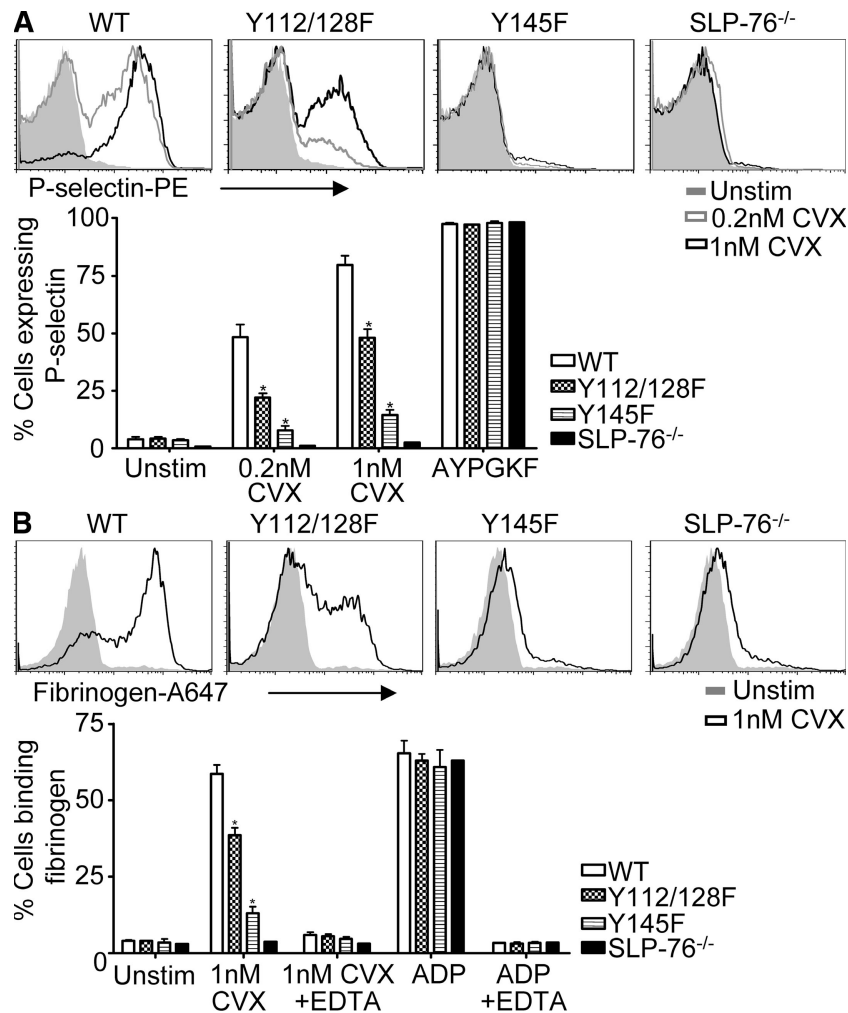 A
WT Y112/128F Y145F SLP-76-/-
P-selectin-PE
Unstim
0.2nM CVX
1nM CVX
% Cells expressing
P-selectin
100
75
50
25
0
* * * *
WT
Y112/128F
Y145F
SLP-76-/-
Unstim 0.2nM CVX 1nM CVX AYPGKF
B
WT Y112/128F Y145F SLP-76-/-
Fibrinogen-A647
Unstim
1nM CVX
% Cells binding
fibrinogen
75
50
25
0
* *
WT
Y112/128F
Y145F
SLP-76-/-
Unstim 1nM CVX 1nM CVX +EDTA ADP ADP +EDTA